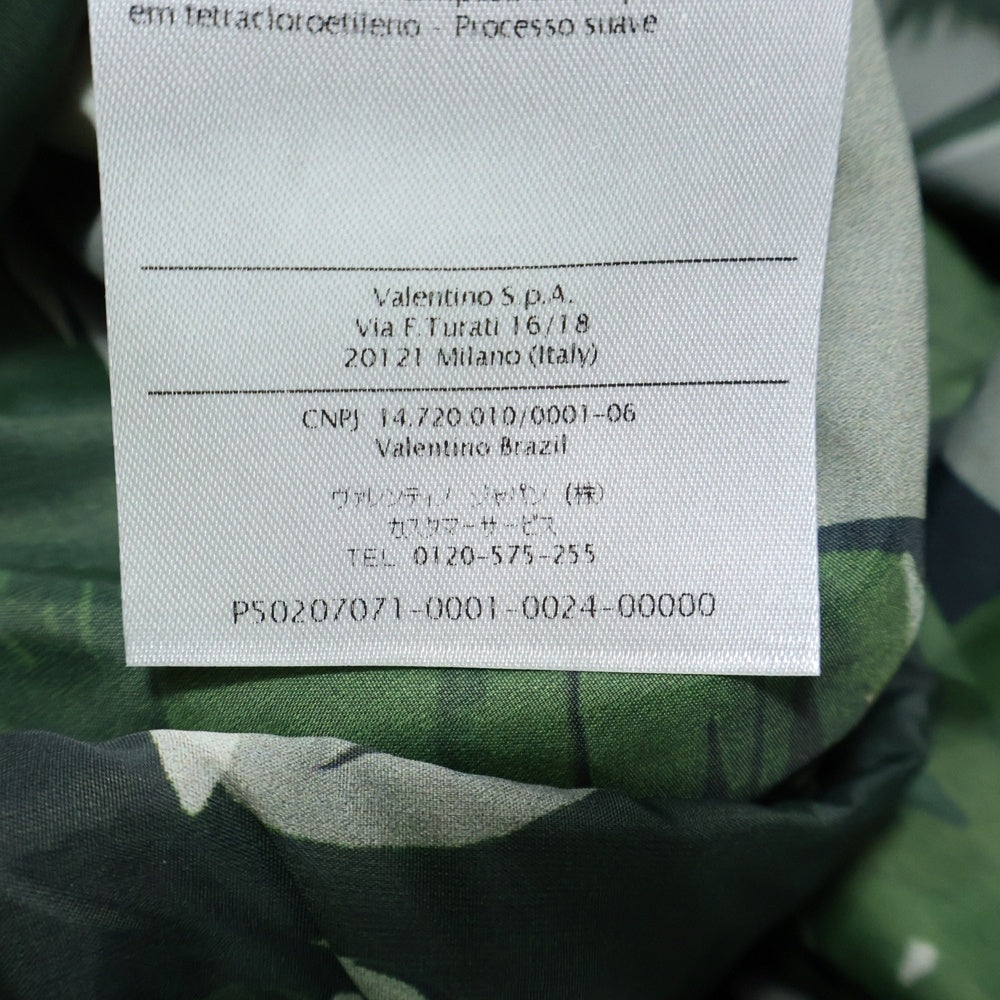 em tetracloroetileno - Processo suave
Valentino S.p.A.
Via F.Turati 16/18
20121 Milano (Italy)
CNPJ 14.720.010/0001-06
Valentino Brazil
ヴァレンティノ ジャパン (株)
カスタマーサービス
TEL 0120-575-255
P50207071-0001-0024-00000